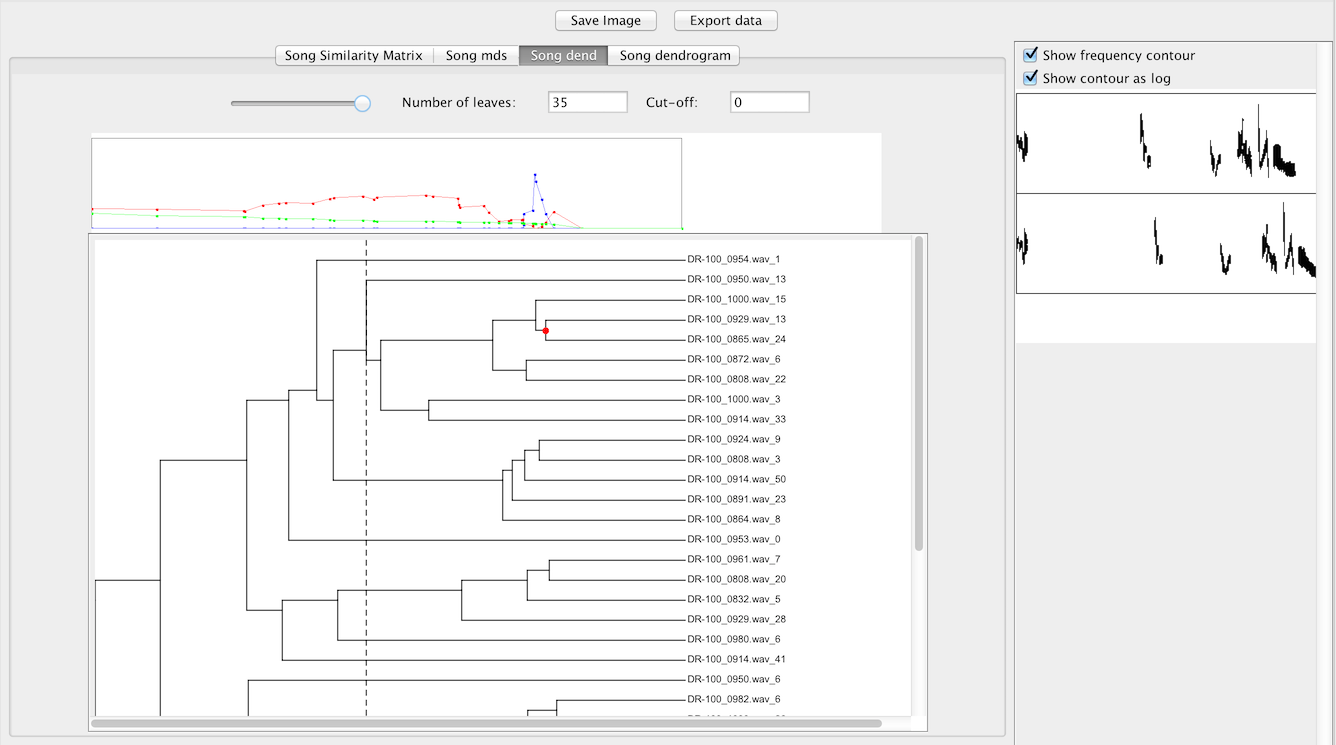 Save Image Export data
Song Similarity Matrix Song mds Song dend Song dendrogram
Show frequency contour
Show contour as log
Number of leaves: 35 Cut-off: 0
DR-100_0954.wav_1
DR-100_0950.wav_13
DR-100_1000.wav_15
DR-100_0929.wav_13
DR-100_0865.wav_24
DR-100_0872.wav_6
DR-100_0808.wav_22
DR-100_1000.wav_3
DR-100_0914.wav_33
DR-100_0924.wav_9
DR-100_0808.wav_3
DR-100_0914.wav_50
DR-100_0891.wav_23
DR-100_0864.wav_8
DR-100_0953.wav_0
DR-100_0961.wav_7
DR-100_0808.wav_20
DR-100_0832.wav_5
DR-100_0929.wav_28
DR-100_0980.wav_6
DR-100_0914.wav_41
DR-100_0950.wav_6
DR-100_0982.wav_6